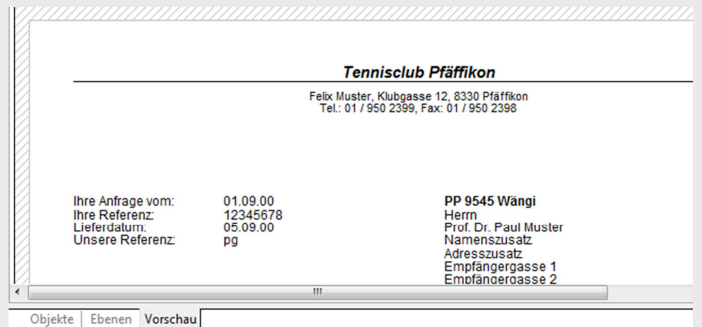 Tennisclub Pfäffikon
Felix Muster, Klubgasse 12, 8330 Pfäffikon
Tel.: 01 / 950 2399, Fax: 01 / 950 2398
Ihre Anfrage vom: 01.09.00
Ihre Referenz: 12345678
Lieferdatum: 05.09.00
Unsere Referenz: pg
PP 9545 Wängi
Herrn
Prof. Dr. Paul Muster
Namenszusatz
Adresszusatz
Empfängergasse 1
Empfängergasse 2
Objekte Ebenen Vorschau